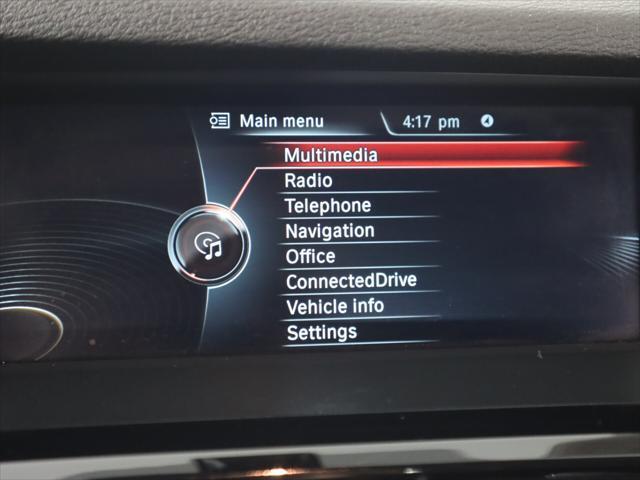 Main menu 4:17 pm
Multimedia
Radio
Telephone
Navigation
Office
ConnectedDrive
Vehicle info
Settings